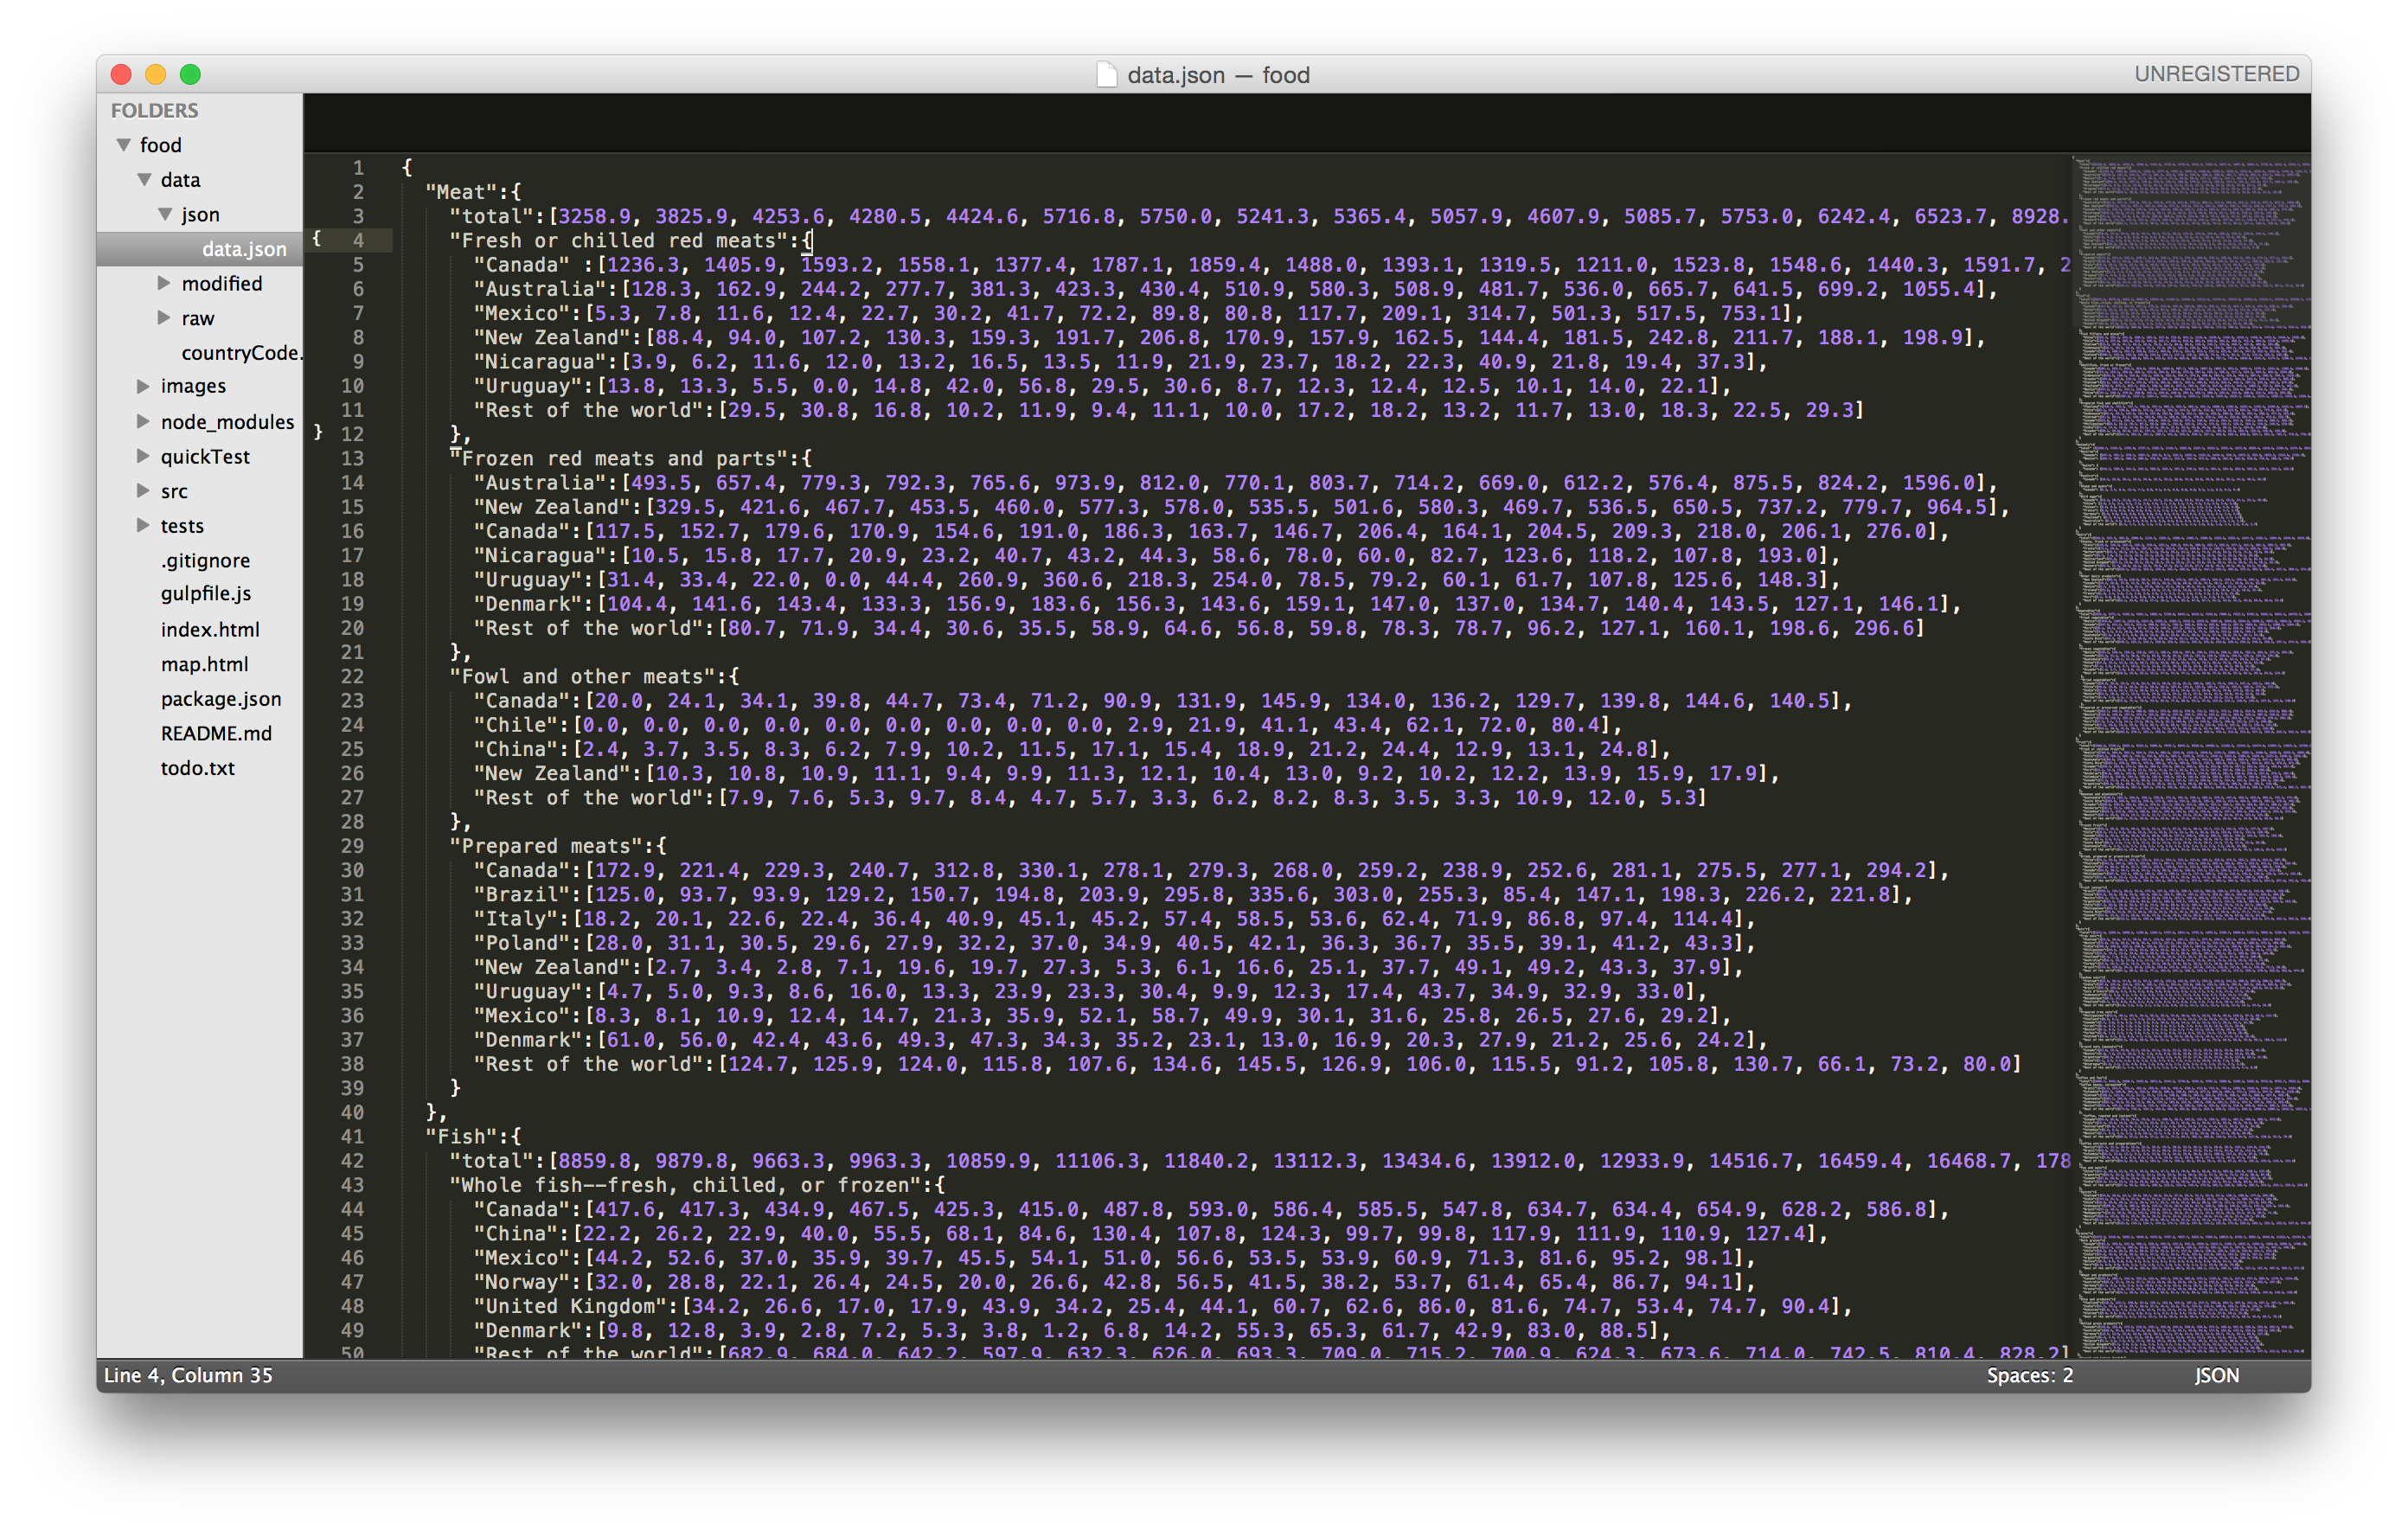 data.json — food
UNREGISTERED
FOLDERS
food
data
json
data.json
modified
raw
countryCode.
images
node_modules
quickTest
src
tests
.gitignore
gulpfile.js
index.html
map.html
package.json
README.md
todo.txt
1 {
2 "Meat":{
3 "total":[3258.9, 3825.9, 4253.6, 4280.5, 4424.6, 5716.8, 5750.0, 5241.3, 5365.4, 5057.9, 4607.9, 5085.7, 5753.0, 6242.4, 6523.7, 8928.
{ 4 "Fresh or chilled red meats":{
5 "Canada" :[1236.3, 1405.9, 1593.2, 1558.1, 1377.4, 1787.1, 1859.4, 1488.0, 1393.1, 1319.5, 1211.0, 1523.8, 1548.6, 1440.3, 1591.7, 2
6 "Australia":[128.3, 162.9, 244.2, 277.7, 381.3, 423.3, 430.4, 510.9, 580.3, 508.9, 481.7, 536.0, 665.7, 641.5, 699.2, 1055.4],
7 "Mexico":[5.3, 7.8, 11.6, 12.4, 22.7, 30.2, 41.7, 72.2, 89.8, 80.8, 117.7, 209.1, 314.7, 501.3, 517.5, 753.1],
8 "New Zealand":[88.4, 94.0, 107.2, 130.3, 159.3, 191.7, 206.8, 170.9, 157.9, 162.5, 144.4, 181.5, 242.8, 211.7, 188.1, 198.9],
9 "Nicaragua":[3.9, 6.2, 11.6, 12.0, 13.2, 16.5, 13.5, 11.9, 21.9, 23.7, 18.2, 22.3, 40.9, 21.8, 19.4, 37.3],
10 "Uruguay":[13.8, 13.3, 5.5, 0.0, 14.8, 42.0, 56.8, 29.5, 30.6, 8.7, 12.3, 12.4, 12.5, 10.1, 14.0, 22.1],
11 "Rest of the world":[29.5, 30.8, 16.8, 10.2, 11.9, 9.4, 11.1, 10.0, 17.2, 18.2, 13.2, 11.7, 13.0, 18.3, 22.5, 29.3]
} 12 },
13 "Frozen red meats and parts":{
14 "Australia":[493.5, 657.4, 779.3, 792.3, 765.6, 973.9, 812.0, 770.1, 803.7, 714.2, 669.0, 612.2, 576.4, 875.5, 824.2, 1596.0],
15 "New Zealand":[329.5, 421.6, 467.7, 453.5, 460.0, 577.3, 578.0, 535.5, 501.6, 580.3, 469.7, 536.5, 650.5, 737.2, 779.7, 964.5],
16 "Canada":[117.5, 152.7, 179.6, 170.9, 154.6, 191.0, 186.3, 163.7, 146.7, 206.4, 164.1, 204.5, 209.3, 218.0, 206.1, 276.0],
17 "Nicaragua":[10.5, 15.8, 17.7, 20.9, 23.2, 40.7, 43.2, 44.3, 58.6, 78.0, 60.0, 82.7, 123.6, 118.2, 107.8, 193.0],
18 "Uruguay":[31.4, 33.4, 22.0, 0.0, 44.4, 260.9, 360.6, 218.3, 254.0, 78.5, 79.2, 60.1, 61.7, 107.8, 125.6, 148.3],
19 "Denmark":[104.4, 141.6, 143.4, 133.3, 156.9, 183.6, 156.3, 143.6, 159.1, 147.0, 137.0, 134.7, 140.4, 143.5, 127.1, 146.1],
20 "Rest of the world":[80.7, 71.9, 34.4, 30.6, 35.5, 58.9, 64.6, 56.8, 59.8, 78.3, 78.7, 96.2, 127.1, 160.1, 198.6, 296.6]
21 },
22 "Fowl and other meats":{
23 "Canada":[20.0, 24.1, 34.1, 39.8, 44.7, 73.4, 71.2, 90.9, 131.9, 145.9, 134.0, 136.2, 129.7, 139.8, 144.6, 140.5],
24 "Chile":[0.0, 0.0, 0.0, 0.0, 0.0, 0.0, 0.0, 0.0, 0.0, 2.9, 21.9, 41.1, 43.4, 62.1, 72.0, 80.4],
25 "China":[2.4, 3.7, 3.5, 8.3, 6.2, 7.9, 10.2, 11.5, 17.1, 15.4, 18.9, 21.2, 24.4, 12.9, 13.1, 24.8],
26 "New Zealand":[10.3, 10.8, 10.9, 11.1, 9.4, 9.9, 11.3, 12.1, 10.4, 13.0, 9.2, 10.2, 12.2, 13.9, 15.9, 17.9],
27 "Rest of the world":[7.9, 7.6, 5.3, 9.7, 8.4, 4.7, 5.7, 3.3, 6.2, 8.2, 8.3, 3.5, 3.3, 10.9, 12.0, 5.3]
28 },
29 "Prepared meats":{
30 "Canada":[172.9, 221.4, 229.3, 240.7, 312.8, 330.1, 278.1, 279.3, 268.0, 259.2, 238.9, 252.6, 281.1, 275.5, 277.1, 294.2],
31 "Brazil":[125.0, 93.7, 93.9, 129.2, 150.7, 194.8, 203.9, 295.8, 335.6, 303.0, 255.3, 85.4, 147.1, 198.3, 226.2, 221.8],
32 "Italy":[18.2, 20.1, 22.6, 22.4, 36.4, 40.9, 45.1, 45.2, 57.4, 58.5, 53.6, 62.4, 71.9, 86.8, 97.4, 114.4],
33 "Poland":[28.0, 31.1, 30.5, 29.6, 27.9, 32.2, 37.0, 34.9, 40.5, 42.1, 36.3, 36.7, 35.5, 39.1, 41.2, 43.3],
34 "New Zealand":[2.7, 3.4, 2.8, 7.1, 19.6, 19.7, 27.3, 5.3, 6.1, 16.6, 25.1, 37.7, 49.1, 49.2, 43.3, 37.9],
35 "Uruguay":[4.7, 5.0, 9.3, 8.6, 16.0, 13.3, 23.9, 23.3, 30.4, 9.9, 12.3, 17.4, 43.7, 34.9, 32.9, 33.0],
36 "Mexico":[8.3, 8.1, 10.9, 12.4, 14.7, 21.3, 35.9, 52.1, 58.7, 49.9, 30.1, 31.6, 25.8, 26.5, 27.6, 29.2],
37 "Denmark":[61.0, 56.0, 42.4, 43.6, 49.3, 47.3, 34.3, 35.2, 23.1, 13.0, 16.9, 20.3, 27.9, 21.2, 25.6, 24.2],
38 "Rest of the world":[124.7, 125.9, 124.0, 115.8, 107.6, 134.6, 145.5, 126.9, 106.0, 115.5, 91.2, 105.8, 130.7, 66.1, 73.2, 80.0]
39 }
40 },
41 "Fish":{
42 "total":[8859.8, 9879.8, 9663.3, 9963.3, 10859.9, 11106.3, 11840.2, 13112.3, 13434.6, 13912.0, 12933.9, 14516.7, 16459.4, 16468.7, 178
43 "Whole fish--fresh, chilled, or frozen":{
44 "Canada":[417.6, 417.3, 434.9, 467.5, 425.3, 415.0, 487.8, 593.0, 586.4, 585.5, 547.8, 634.7, 634.4, 654.9, 628.2, 586.8],
45 "China":[22.2, 26.2, 22.9, 40.0, 55.5, 68.1, 84.6, 130.4, 107.8, 124.3, 99.7, 99.8, 117.9, 111.9, 110.9, 127.4],
46 "Mexico":[44.2, 52.6, 37.0, 35.9, 39.7, 45.5, 54.1, 51.0, 56.6, 53.5, 53.9, 60.9, 71.3, 81.6, 95.2, 98.1],
47 "Norway":[32.0, 28.8, 22.1, 26.4, 24.5, 20.0, 26.6, 42.8, 56.5, 41.5, 38.2, 53.7, 61.4, 65.4, 86.7, 94.1],
48 "United Kingdom":[34.2, 26.6, 17.0, 17.9, 43.9, 34.2, 25.4, 44.1, 60.7, 62.6, 86.0, 81.6, 74.7, 53.4, 74.7, 90.4],
49 "Denmark":[9.8, 12.8, 3.9, 2.8, 7.2, 5.3, 3.8, 1.2, 6.8, 14.2, 55.3, 65.3, 61.7, 42.9, 83.0, 88.5],
50 "Rest of the world":[682.9, 684.0, 642.2, 597.9, 632.3, 626.0, 693.3, 709.0, 715.2, 700.9, 624.3, 673.6, 714.0, 742.5, 810.4, 828.2]
Line 4, Column 35
Spaces: 2
JSON